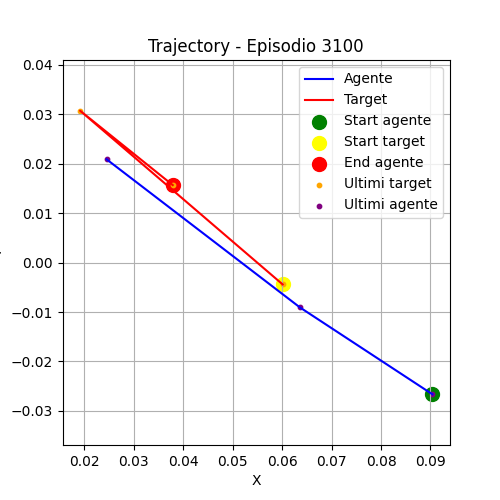 Trajectory - Episodio 3100
Agente
Target
Start agente
Start target
End agente
Ultimi target
Ultimi agente
0.04
0.03
0.02
0.01
0.00
−0.01
−0.02
−0.03
0.02 0.03 0.04 0.05 0.06 0.07 0.08 0.09
X